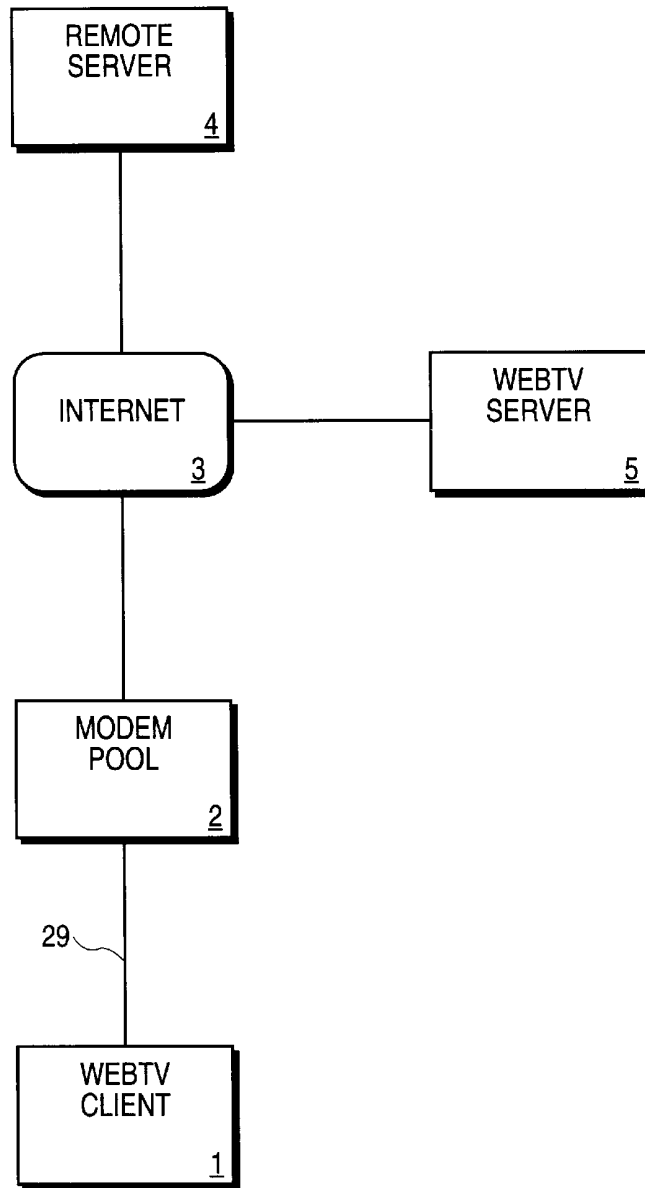 REMOTE
SERVER
4
INTERNET
3
WEBTV
SERVER
5
MODEM
POOL
2
29
WEBTV
CLIENT
1